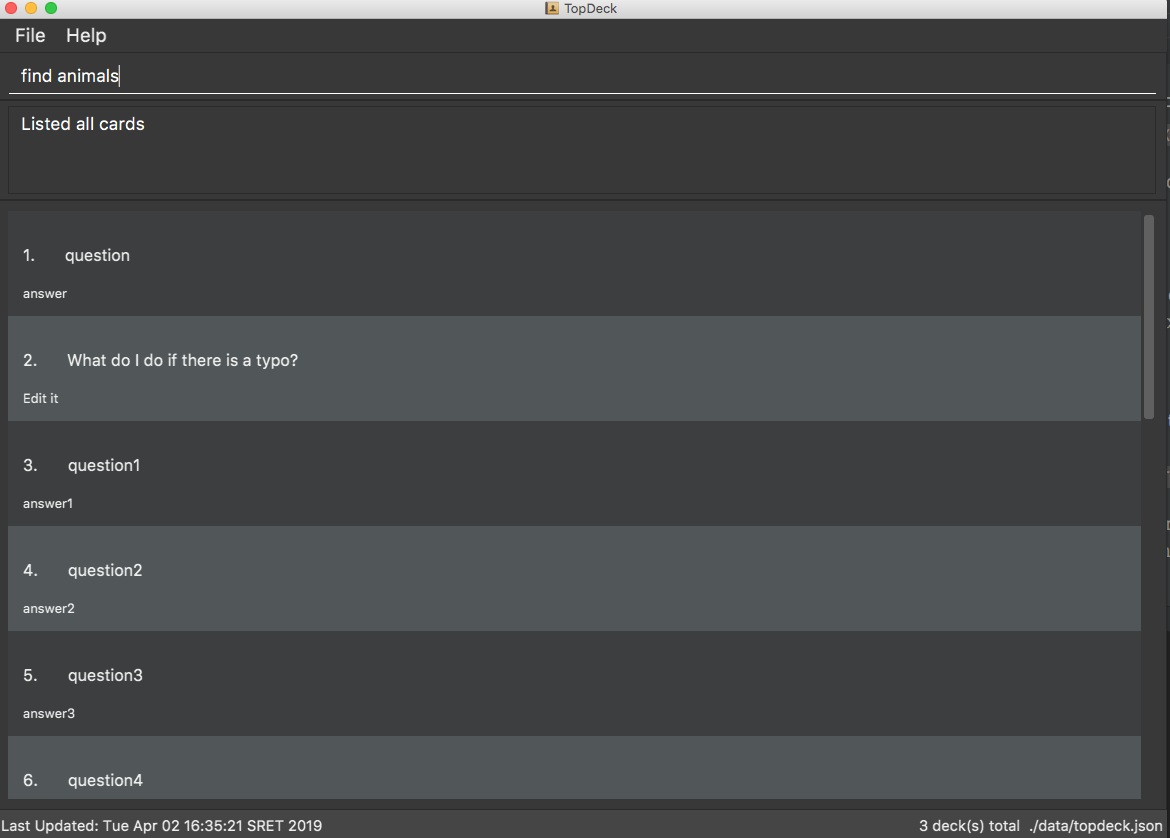 TopDeck
File Help
find animals
Listed all cards
1. question
answer
2. What do I do if there is a typo?
Edit it
3. question1
answer1
4. question2
answer2
5. question3
answer3
6. question4
Last Updated: Tue Apr 02 16:35:21 SRET 2019 3 deck(s) total ./data/topdeck.json